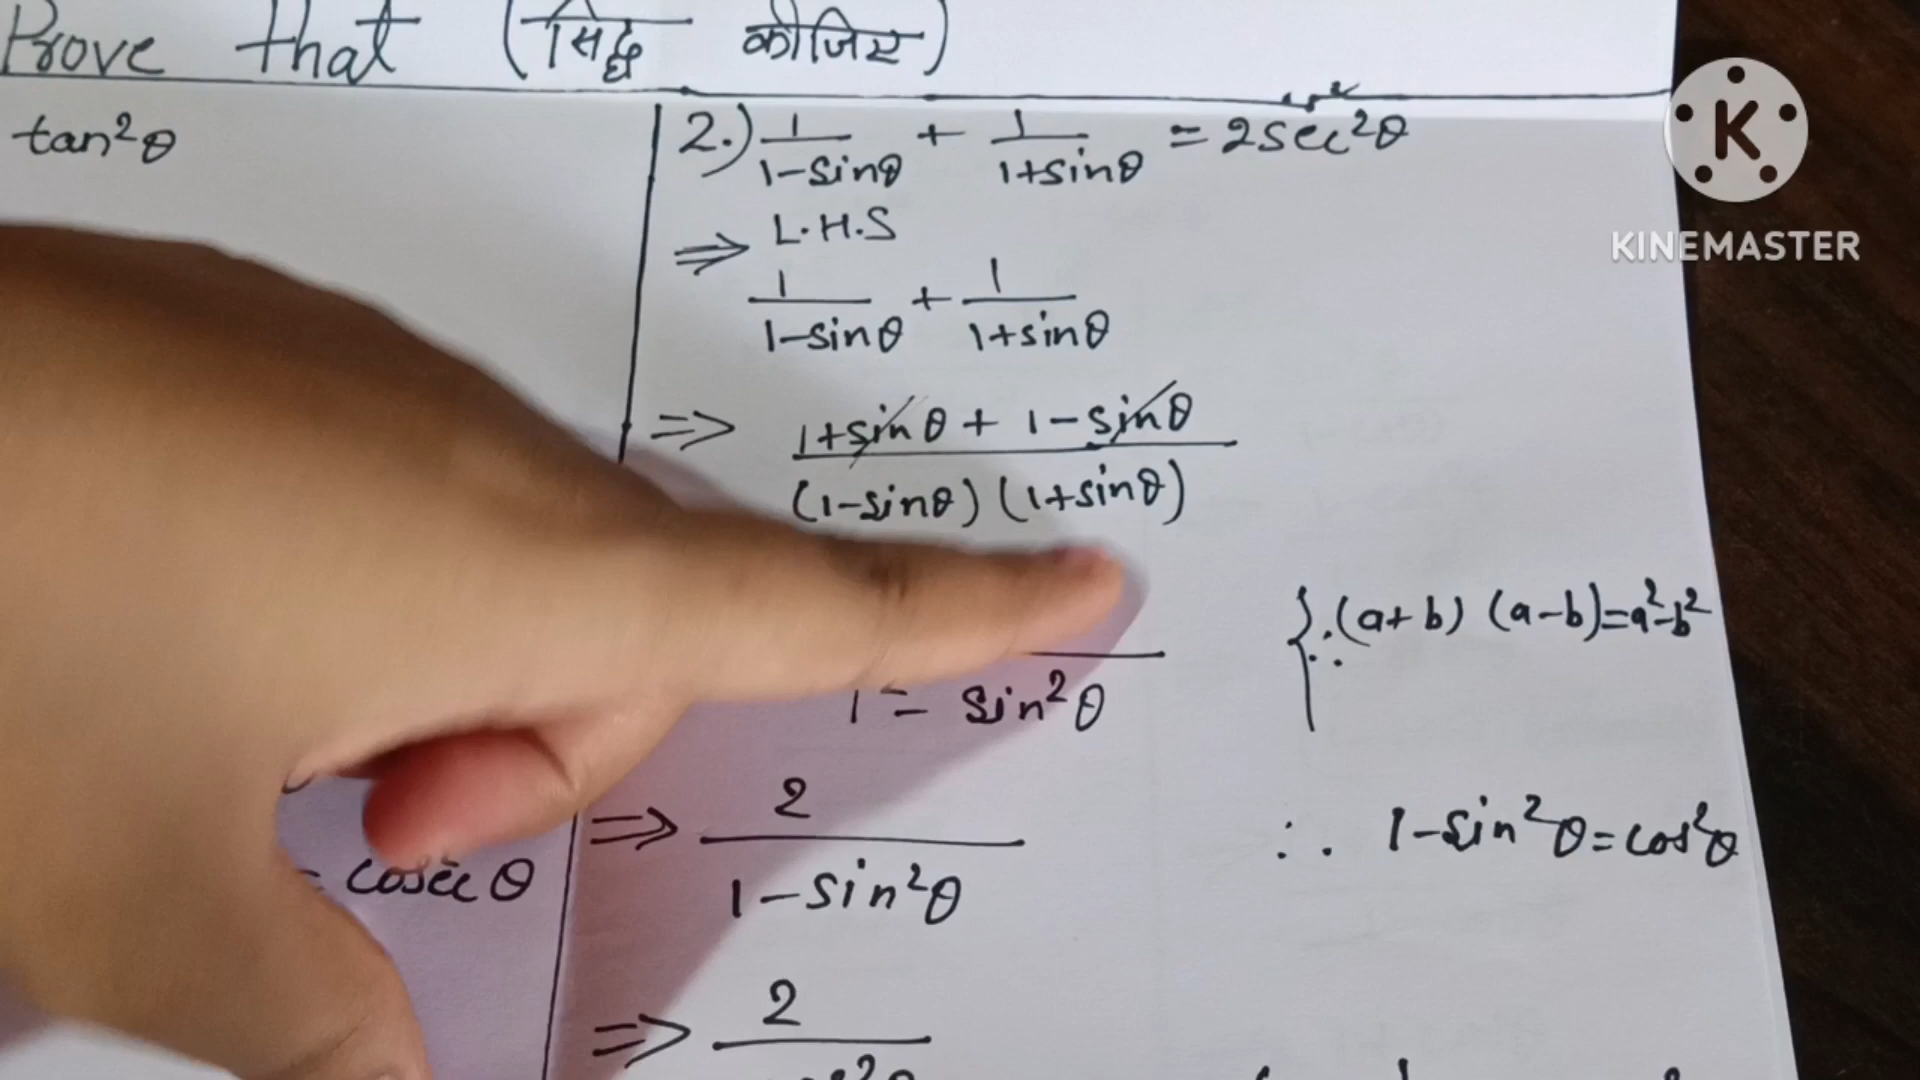 Prove that (सिद्ध कीजिए)
tan²θ
2.) 1/(1-sinθ) + 1/(1+sinθ) = 2sec²θ
⇒ L.H.S
1/(1-sinθ) + 1/(1+sinθ)
⇒ (1+sinθ + 1-sinθ)/((1-sinθ) (1+sinθ))
1 - sin²θ
{∵ (a+b) (a-b)=a²-b²
⇒ 2/(1-sin²θ)
∴ 1-sin²θ=cos²θ
= cosec θ
⇒ 2
K
KINEMASTER